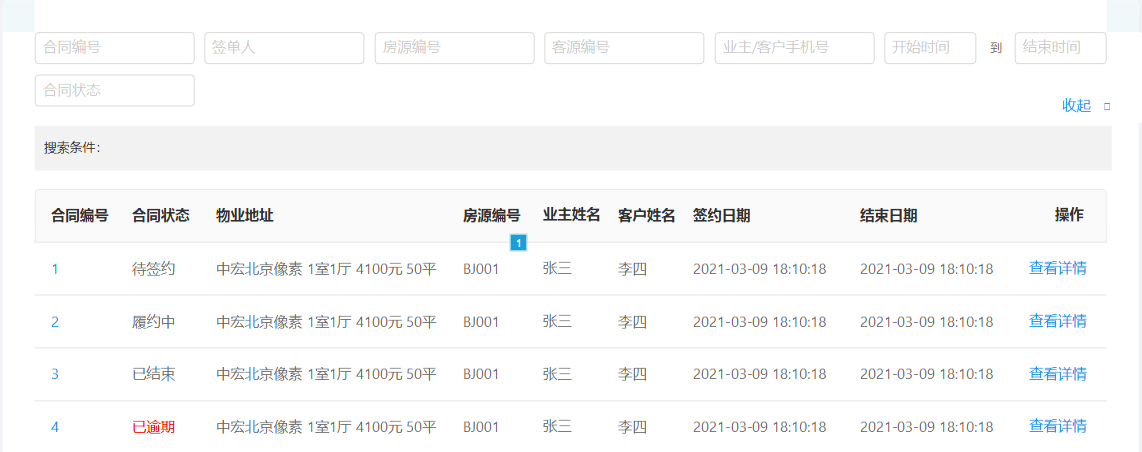 合同编号 签单人 房源编号 客源编号 业主/客户手机号 开始时间 到 结束时间
合同状态
收起
搜索条件：
合同编号 合同状态 物业地址 房源编号 业主姓名 客户姓名 签约日期 结束日期 操作
1
1 待签约 中宏北京像素 1室1厅 4100元 50平 BJ001 张三 李四 2021-03-09 18:10:18 2021-03-09 18:10:18 查看详情
2 履约中 中宏北京像素 1室1厅 4100元 50平 BJ001 张三 李四 2021-03-09 18:10:18 2021-03-09 18:10:18 查看详情
3 已结束 中宏北京像素 1室1厅 4100元 50平 BJ001 张三 李四 2021-03-09 18:10:18 2021-03-09 18:10:18 查看详情
4 已逾期 中宏北京像素 1室1厅 4100元 50平 BJ001 张三 李四 2021-03-09 18:10:18 2021-03-09 18:10:18 查看详情